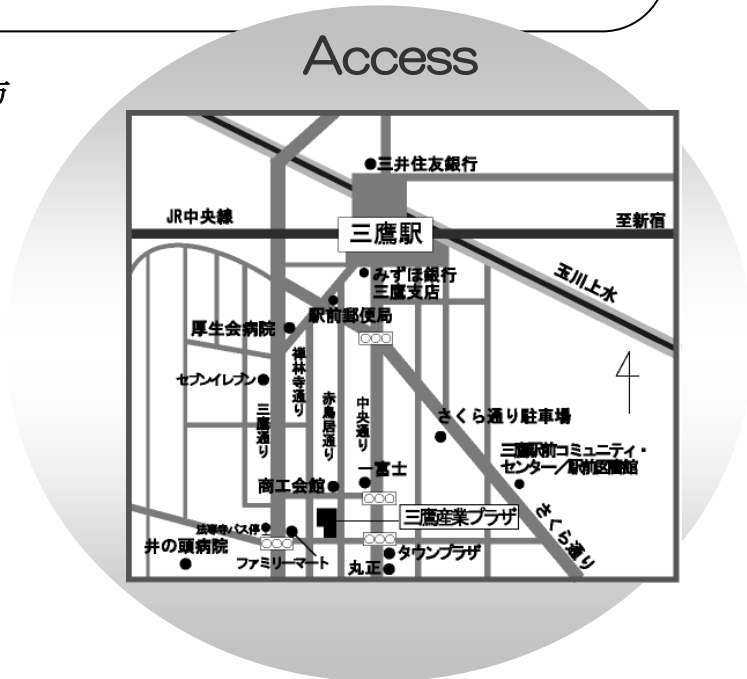 Access
三井住友銀行
JR中央線
至新宿
三鷹駅
みずほ銀行
三鷹支店
玉川上水
駅前郵便局
厚生会病院
禅林寺通り
セブンイレブン
三鷹通り
赤鳥居通り
中央通り
さくら通り駐車場
三鷹駅前コミュニティ・
センター/駅前図書館
一富士
商工会館
三鷹産業プラザ
さくら通り
法専寺バス停
井の頭病院
ファミリーマート
タウンプラザ
丸正